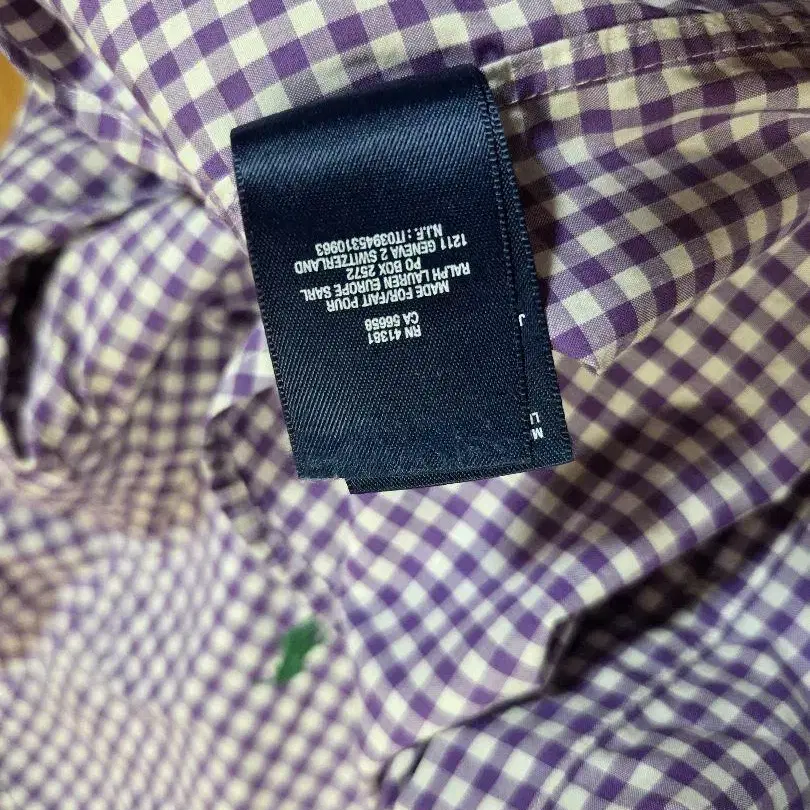 RN 41381
CA 56658
MADE FOR/FAIT POUR
RALPH LAUREN EUROPE SARL
PO BOX 2572
1211 GENEVA 2 SWITZERLAND
N.I.F.: IT03945310963